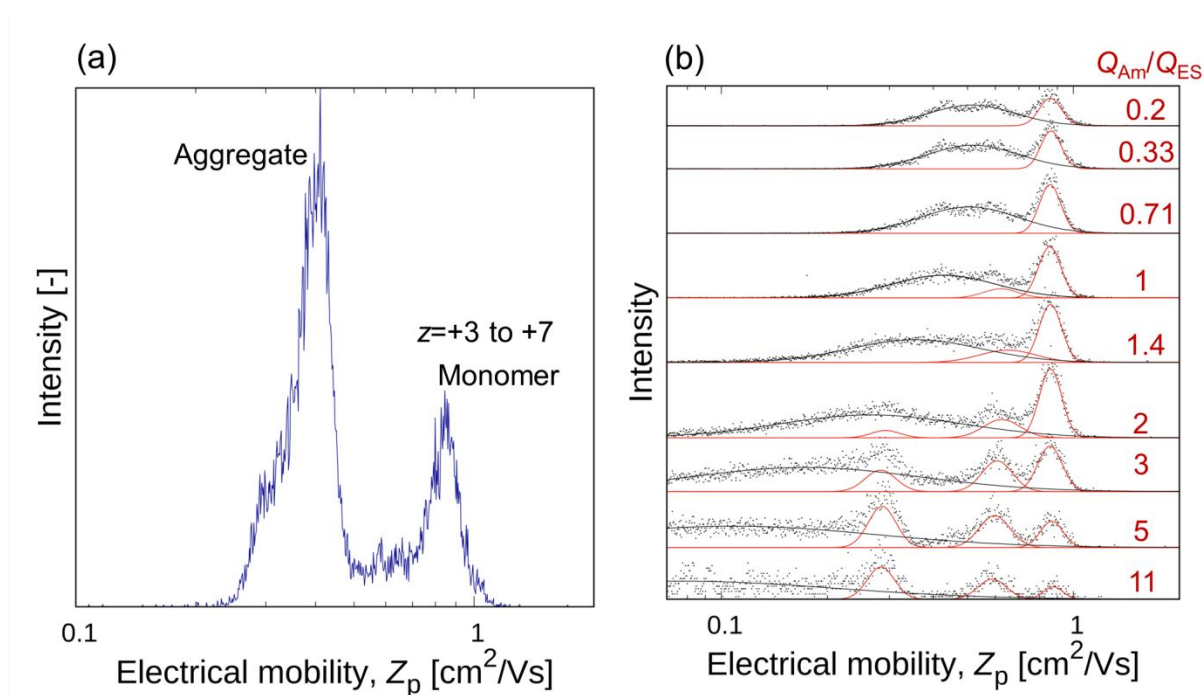 (a)
Intensity [-]
Aggregate
z=+3 to +7
Monomer
0.1
1
Electrical mobility, Zp [cm2/Vs]
(b)
QAm/QES
Intensity
0.2
0.33
0.71
1
1.4
2
3
5
11
0.1
1
Electrical mobility, Zp [cm2/Vs]